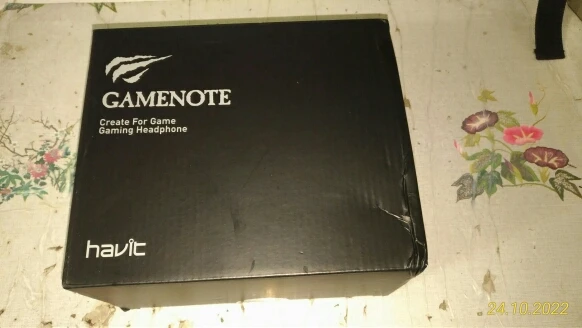 GAMENOTE
Create For Game
Gaming Headphone
havit
24.10.2022